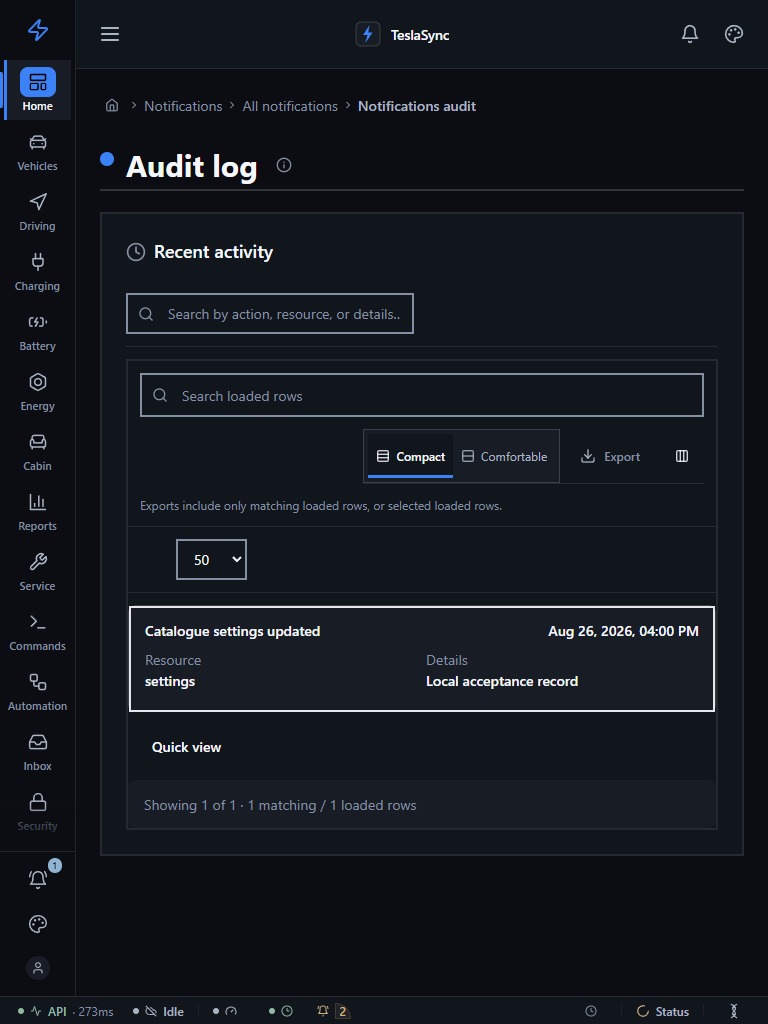 TeslaSync
Home
Vehicles
Driving
Charging
Battery
Energy
Cabin
Reports
Service
Commands
Automation
Inbox
Security
1
Notifications > All notifications > Notifications audit
Audit log
Recent activity
Search by action, resource, or details..
Search loaded rows
Compact Comfortable Export
Exports include only matching loaded rows, or selected loaded rows.
50
Catalogue settings updated Aug 26, 2026, 04:00 PM
Resource Details
settings Local acceptance record
Quick view
Showing 1 of 1 · 1 matching / 1 loaded rows
API · 273ms Idle 2 Status